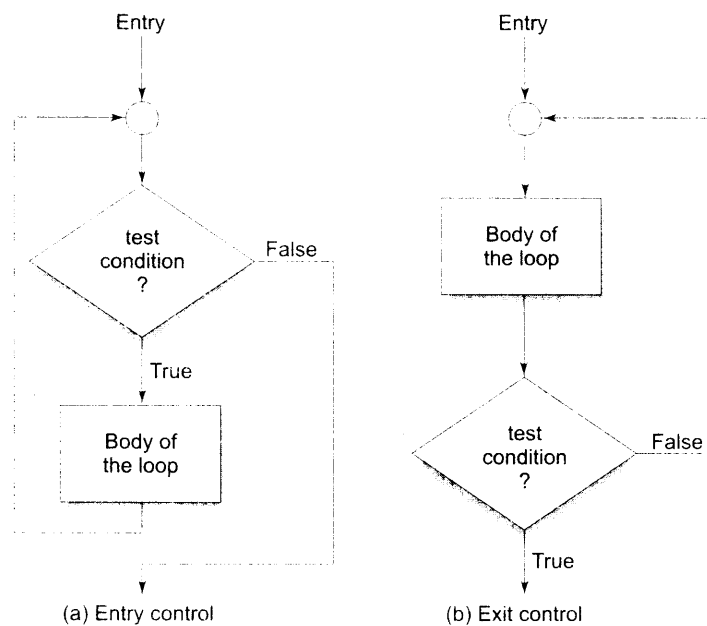 Entry
test
condition
?
False
True
Body of
the loop
(a) Entry control
Entry
Body of
the loop
test
condition
?
False
True
(b) Exit control